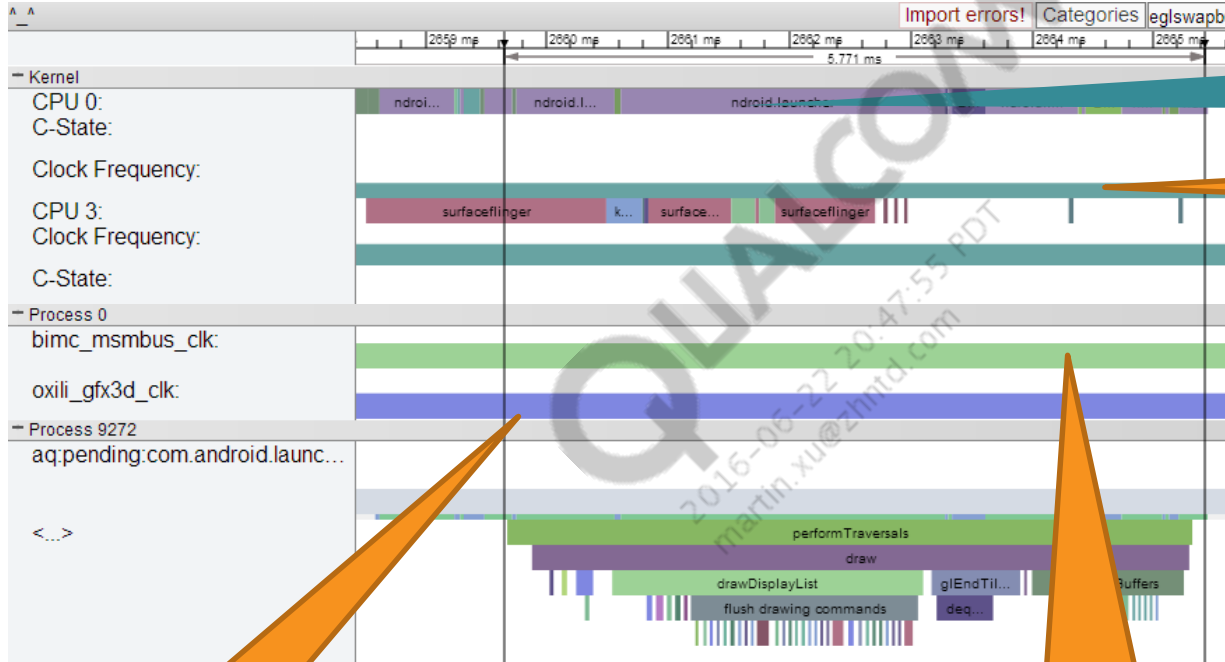 ^_^ Import errors! Categories eglswapb
2659 ms 2660 ms 2661 ms 2662 ms 2663 ms 2664 ms 2665 ms
5.771 ms
Kernel
CPU 0: ndroi... ndroid.l... ndroid.launcher
C-State:
Clock Frequency:
CPU 3: surfaceflinger k... surface... surfaceflinger
Clock Frequency:
C-State:
Process 0
bimc_msmbus_clk:
oxili_gfx3d_clk:
Process 9272
aq:pending:com.android.launc...
<...> performTraversals
draw
drawDisplayList glEndTil... Buffers
flush drawing commands deq...
QUALCOM
2016-06-22 20:47:55 PDT
martin.xu@zhntd.com